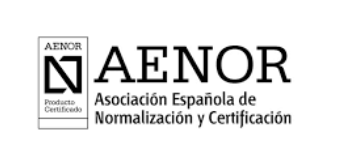 AENOR
Producto
Certificado
AENOR
Asociación Española de
Normalización y Certificación